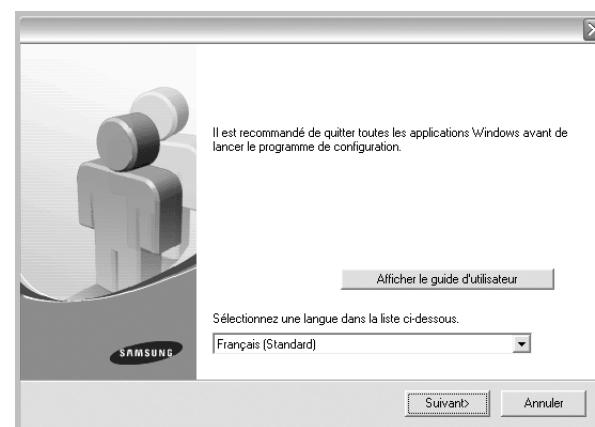 Il est recommandé de quitter toutes les applications Windows avant de
lancer le programme de configuration.
Afficher le guide d'utilisateur
Sélectionnez une langue dans la liste ci-dessous.
Français (Standard)
SAMSUNG
Suivant>
Annuler